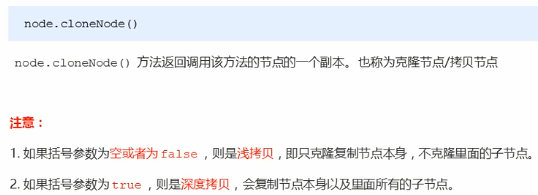 node.cloneNode()
node.cloneNode() 方法返回调用该方法的节点的一个副本。也称为克隆节点/拷贝节点
注意：
1. 如果括号参数为空或者为 false ，则是浅拷贝，即只克隆复制节点本身，不克隆里面的子节点。
2. 如果括号参数为 true ，则是深度拷贝，会复制节点本身以及里面所有的子节点。